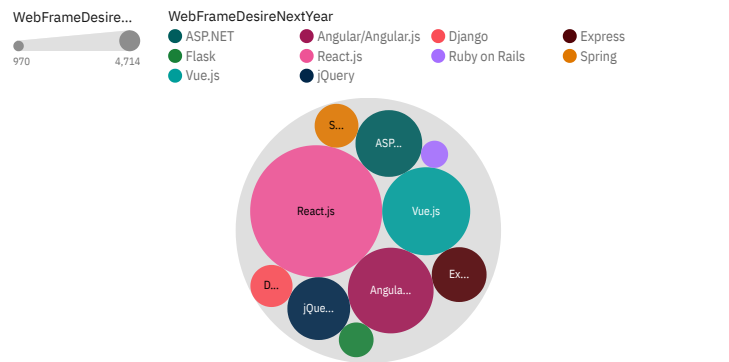 WebFrameDesire...
970 4,714
WebFrameDesireNextYear
ASP.NET Angular/Angular.js Django Express
Flask React.js Ruby on Rails Spring
Vue.js jQuery
S...
ASP...
React.js Vue.js
Ex...
D... Angula...
jQue...